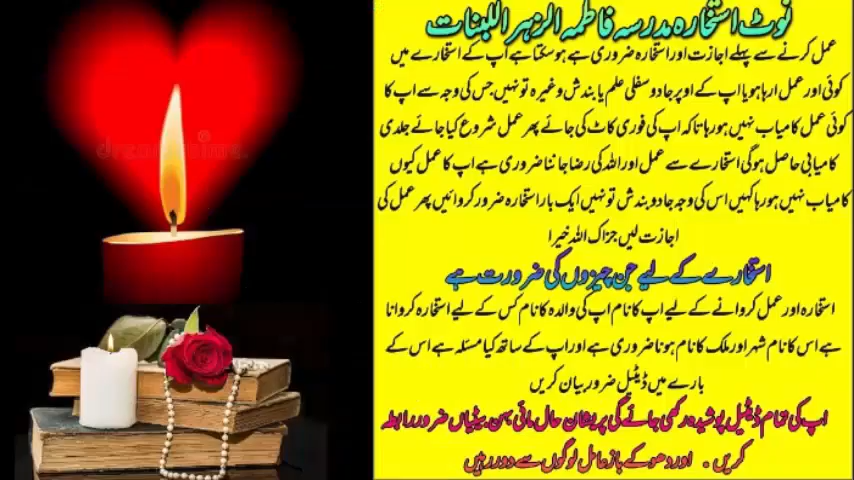 نوٹ استخارہ مدرسہ فاطمہ الزہرا للبنات
عمل کرنے سے پہلے اجازت اور استخارہ ضروری ہے ہوسکتا ہے اپ کے استخارے میں
کوئی اور عمل ارہا ہو یا اپ کے اوپر جادو سفلی علم یا بندش وغیرہ تو نہیں جس کی وجہ سے اپ کا
کوئی عمل کامیاب نہیں ہو رہا تاکہ اپ کی فوری کاٹ کی جائے پھر عمل شروع کیا جائے جلدی
کامیابی حاصل ہوگی استخارے سے عمل اور اللہ کی رضا جاننا ضروری ہے اپ کا عمل کیوں
کامیاب نہیں ہو رہا کہیں اس کی وجہ جادو بندش تو نہیں ایک بار استخارہ ضرور کروائیں پھر عمل کی
اجازت لیں جزاک اللہ خیرا
استخارے کے لیے جن چیزوں کی ضرورت ہے
استخارہ اور عمل کروانے کے لیے اپ کا نام اپ کی والدہ کا نام کس کے لیے استخارہ کروانا
ہے اس کا نام شہر اور ملک کا نام ہونا ضروری ہے اور اپ کے ساتھ کیا مسئلہ ہے اس کے
بارے میں ڈیٹیل ضرور بیان کریں
اپ کی تمام ڈیٹیل پوشیدہ رکھی جائے گی پریشان حال مائی بہن بیٹیاں ضرور رابطہ
کریں . اور دھوکے باز عامل لوگوں سے دور رہیں